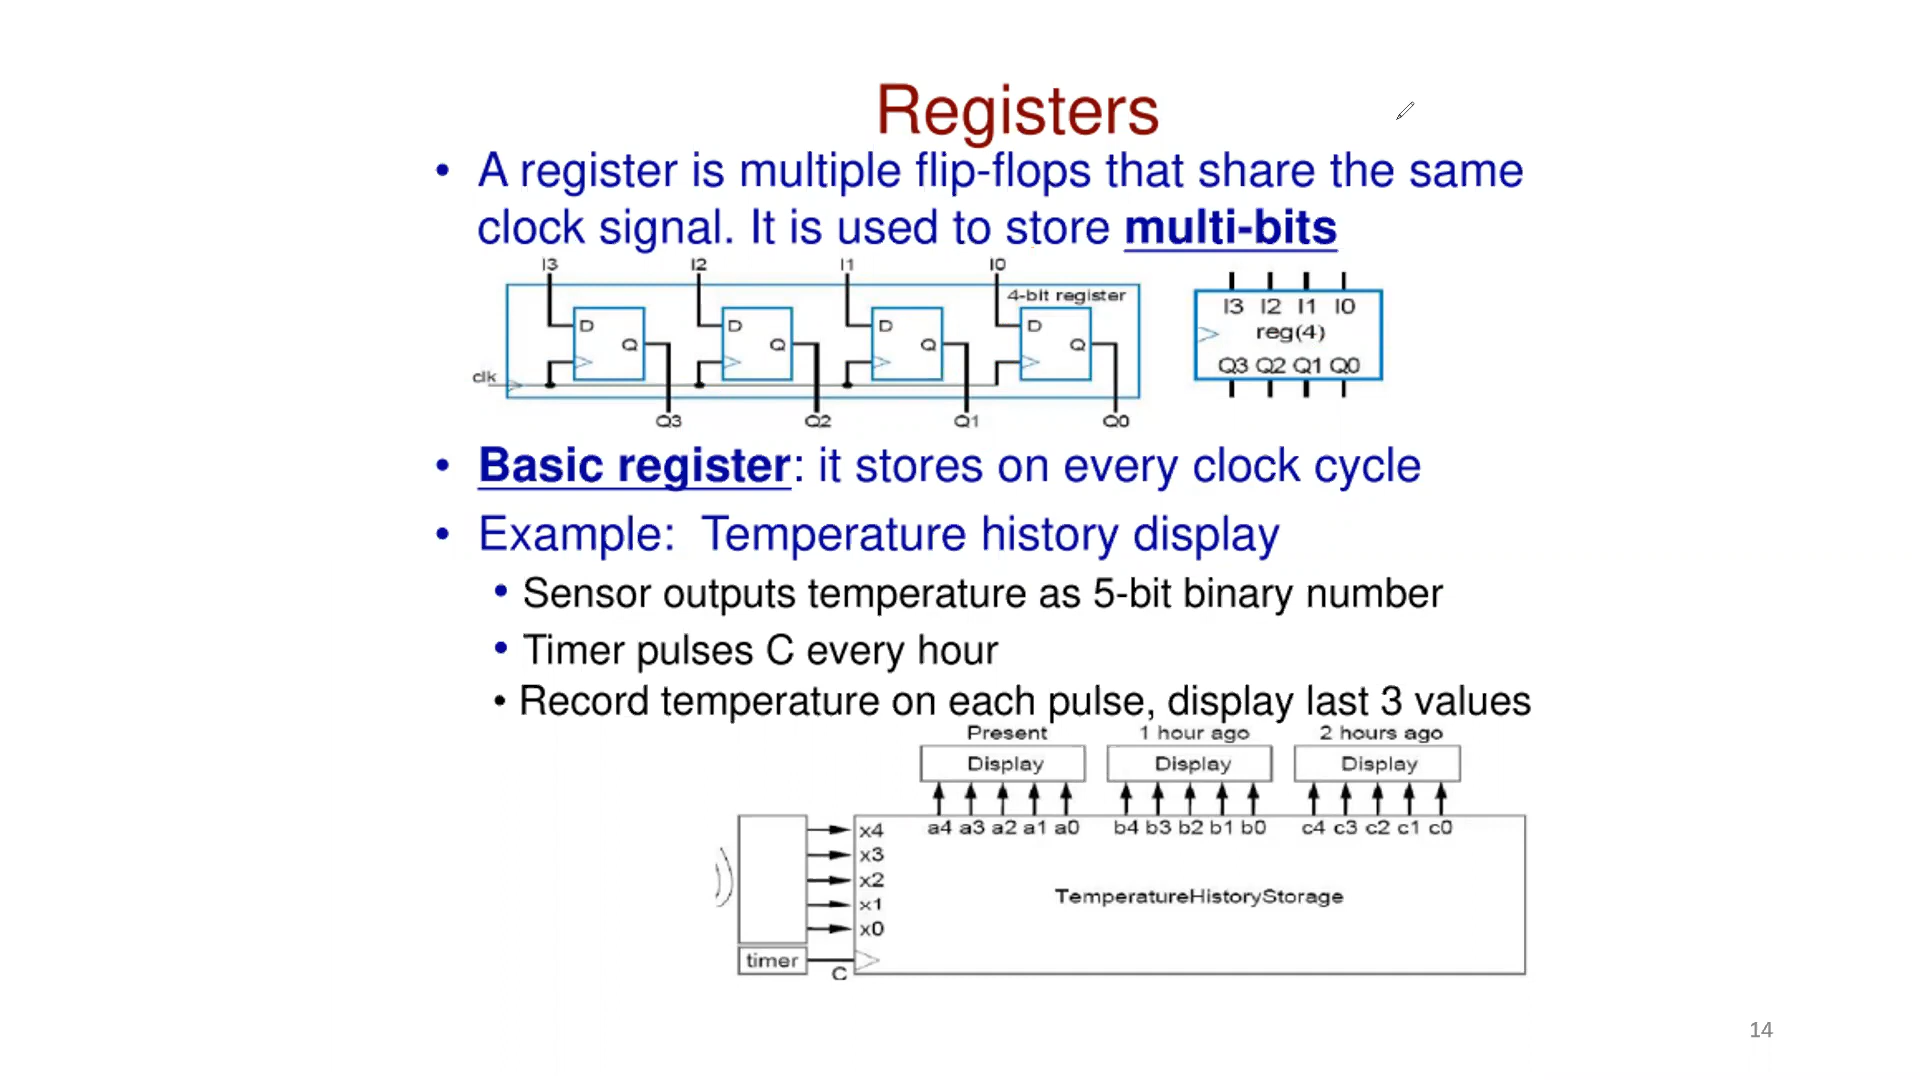 Registers
• A register is multiple flip-flops that share the same
clock signal. It is used to store multi-bits
I3 I2 I1 I0
4-bit register
D D D D
Q Q Q Q
clk
Q3 Q2 Q1 Q0
I3 I2 I1 I0
reg(4)
Q3 Q2 Q1 Q0
• Basic register: it stores on every clock cycle
• Example: Temperature history display
• Sensor outputs temperature as 5-bit binary number
• Timer pulses C every hour
• Record temperature on each pulse, display last 3 values
Present 1 hour ago 2 hours ago
Display Display Display
a4 a3 a2 a1 a0 b4 b3 b2 b1 b0 c4 c3 c2 c1 c0
x4
x3
x2
x1
x0
TemperatureHistoryStorage
timer
C
14